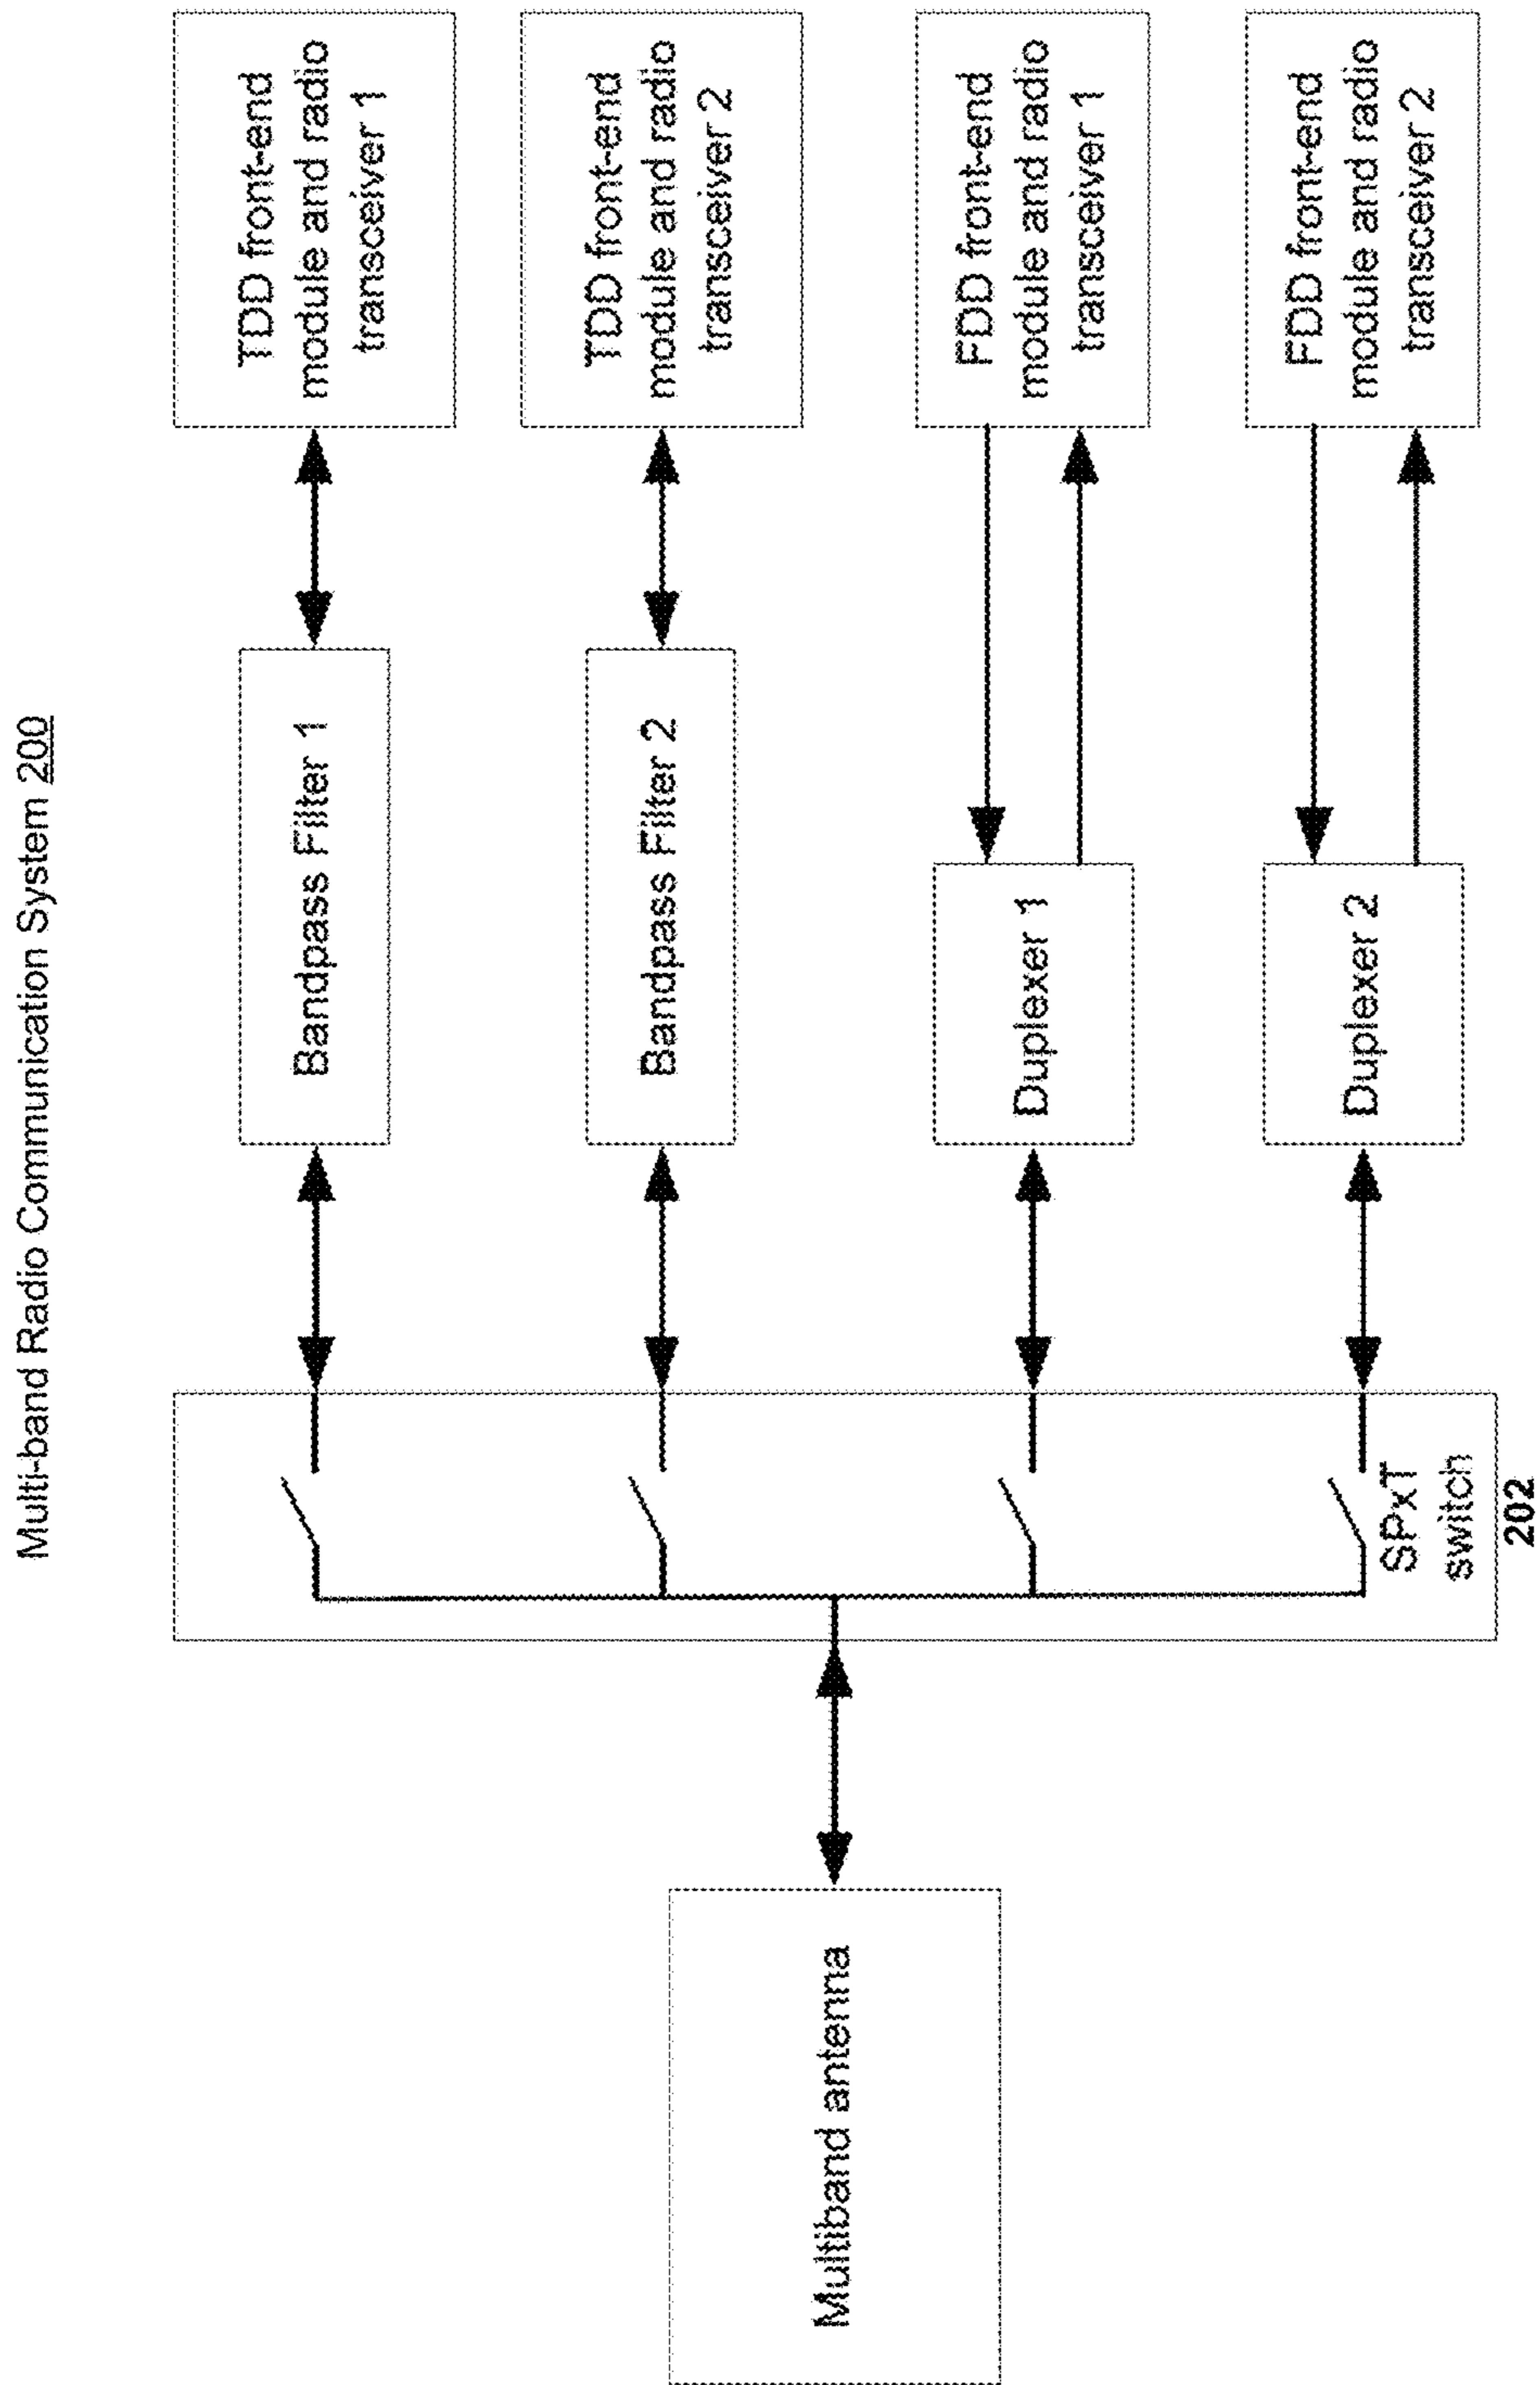 Multi-band Radio Communication System 200
TDD front-end
module and radio
transceiver 1
Bandpass Filter 1
TDD front-end
module and radio
transceiver 2
Bandpass Filter 2
FDD front-end
module and radio
transceiver 1
Duplexer 1
FDD front-end
module and radio
transceiver 2
Duplexer 2
SPxT
switch
202
Multiband antenna